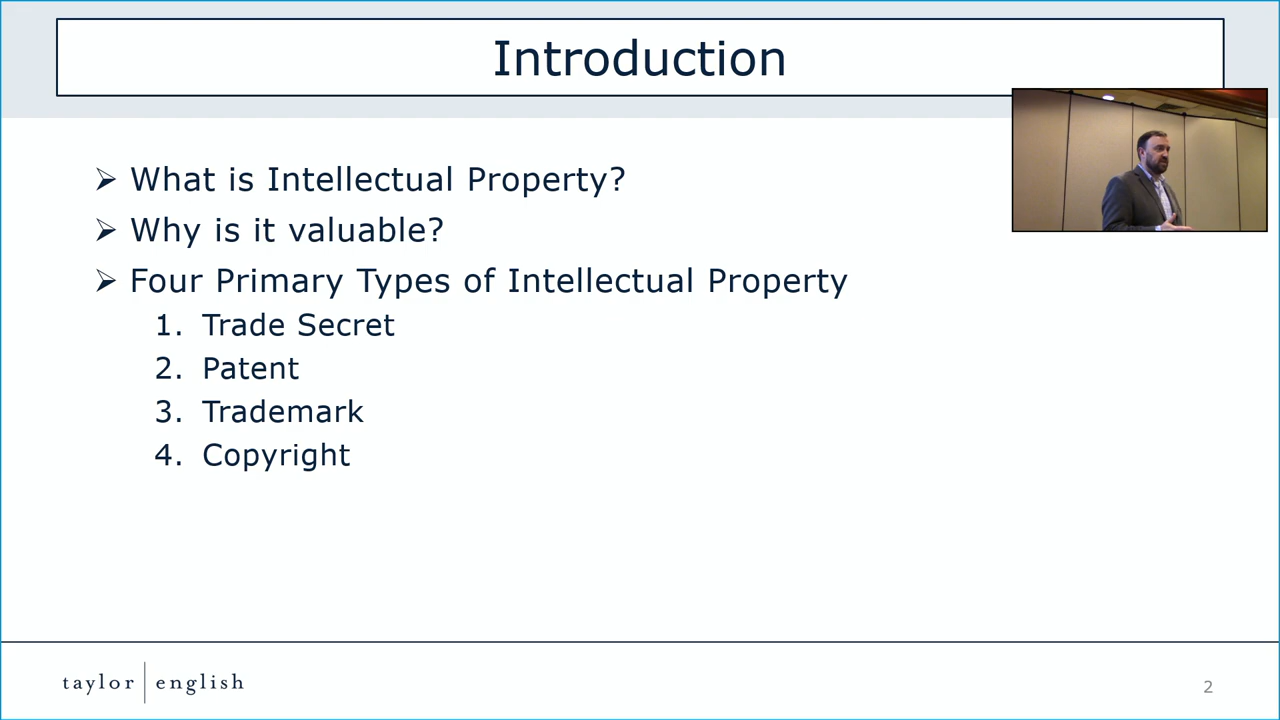 Introduction
➢ What is Intellectual Property?
➢ Why is it valuable?
➢ Four Primary Types of Intellectual Property
1. Trade Secret
2. Patent
3. Trademark
4. Copyright
taylor | english
2